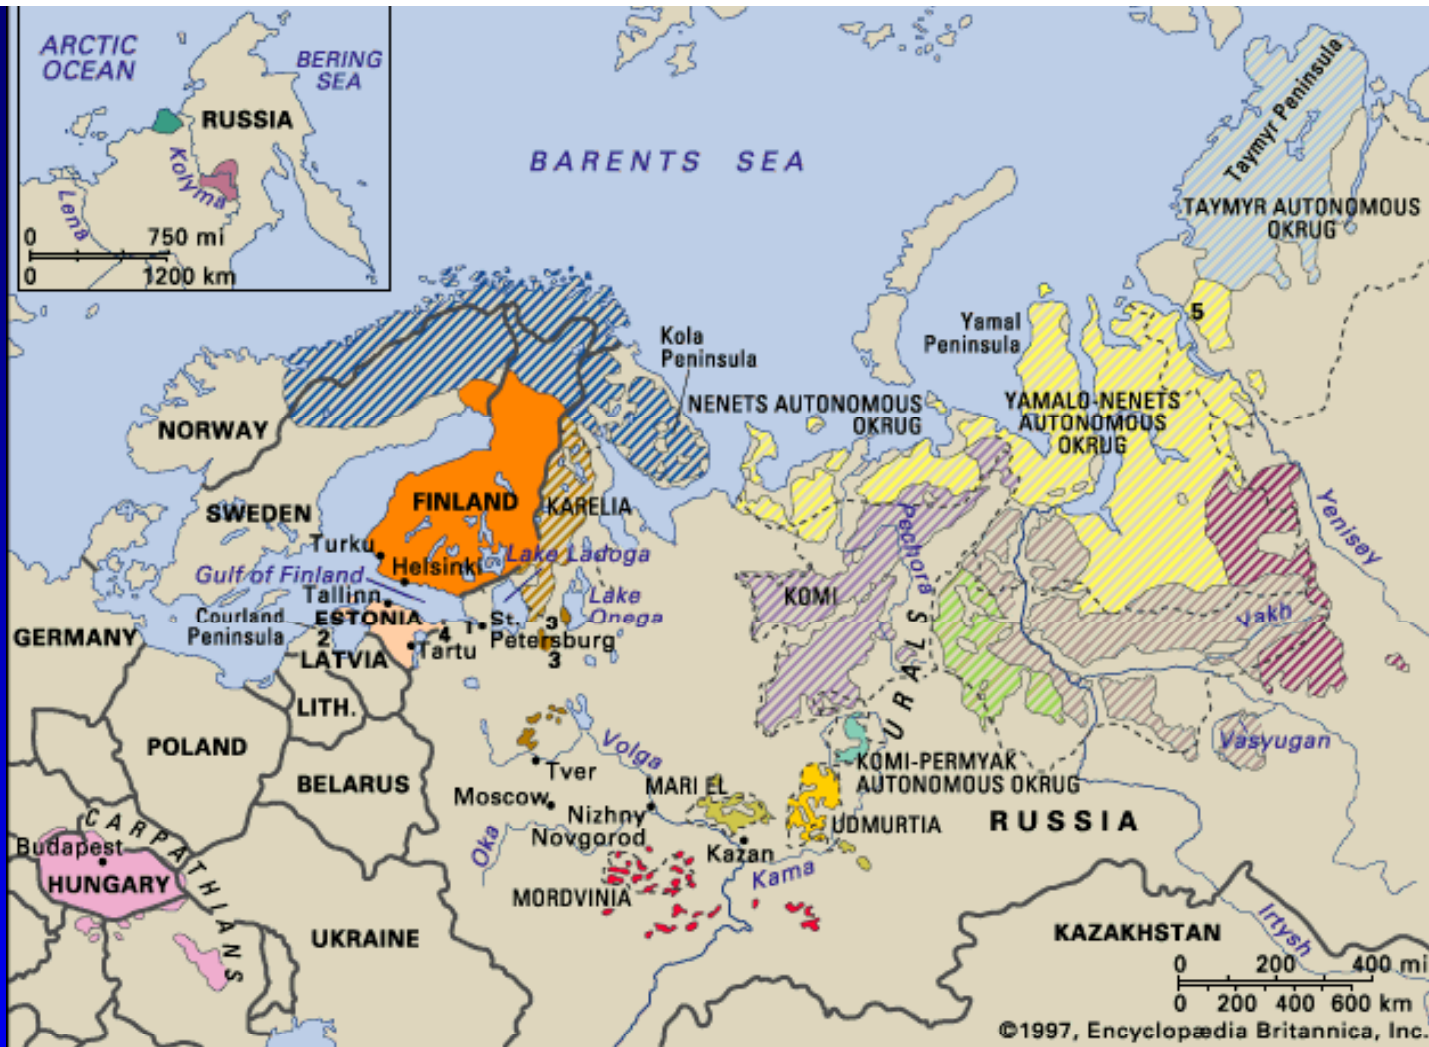 ARCTIC
OCEAN
BERING
SEA
RUSSIA
Kolyma
Lena
0 750 mi
0 1200 km
BARENTS SEA
Taymyr Peninsula
TAYMYR AUTONOMOUS
OKRUG
5
Yamal
Peninsula
Kola
Peninsula
NENETS AUTONOMOUS
OKRUG
YAMALO-NENETS
AUTONOMOUS
OKRUG
NORWAY
SWEDEN
FINLAND
KARELIA
Turku
Helsinki
Lake Ladoga
Gulf of Finland
Tallinn
Lake
Onega
Courland
Peninsula
ESTONIA
2
4
1
St.
Petersburg
3
3
Tartu
LATVIA
GERMANY
LITH.
POLAND
BELARUS
Pechora
KOMI
URALS
Yenisey
Vakh
Vasyugan
Volga
Tver
Moscow
Nizhny
Novgorod
MARI EL
KOMI-PERMYAK
AUTONOMOUS OKRUG
UDMURTIA
RUSSIA
Oka
Kazan
Kama
MORDVINIA
CARPATHIANS
Budapest
HUNGARY
UKRAINE
KAZAKHSTAN
Irtysh
0 200 400 mi
0 200 400 600 km
©1997, Encyclopædia Britannica, Inc.